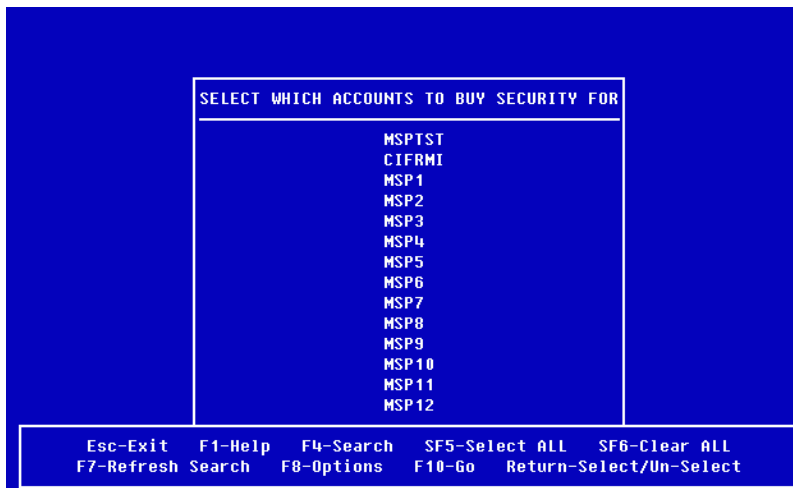 SELECT WHICH ACCOUNTS TO BUY SECURITY FOR
MSPTST
CIFRMI
MSP1
MSP2
MSP3
MSP4
MSP5
MSP6
MSP7
MSP8
MSP9
MSP10
MSP11
MSP12
Esc-Exit F1-Help F4-Search SF5-Select ALL SF6-Clear ALL
F7-Refresh Search F8-Options F10-Go Return-Select/Un-Select